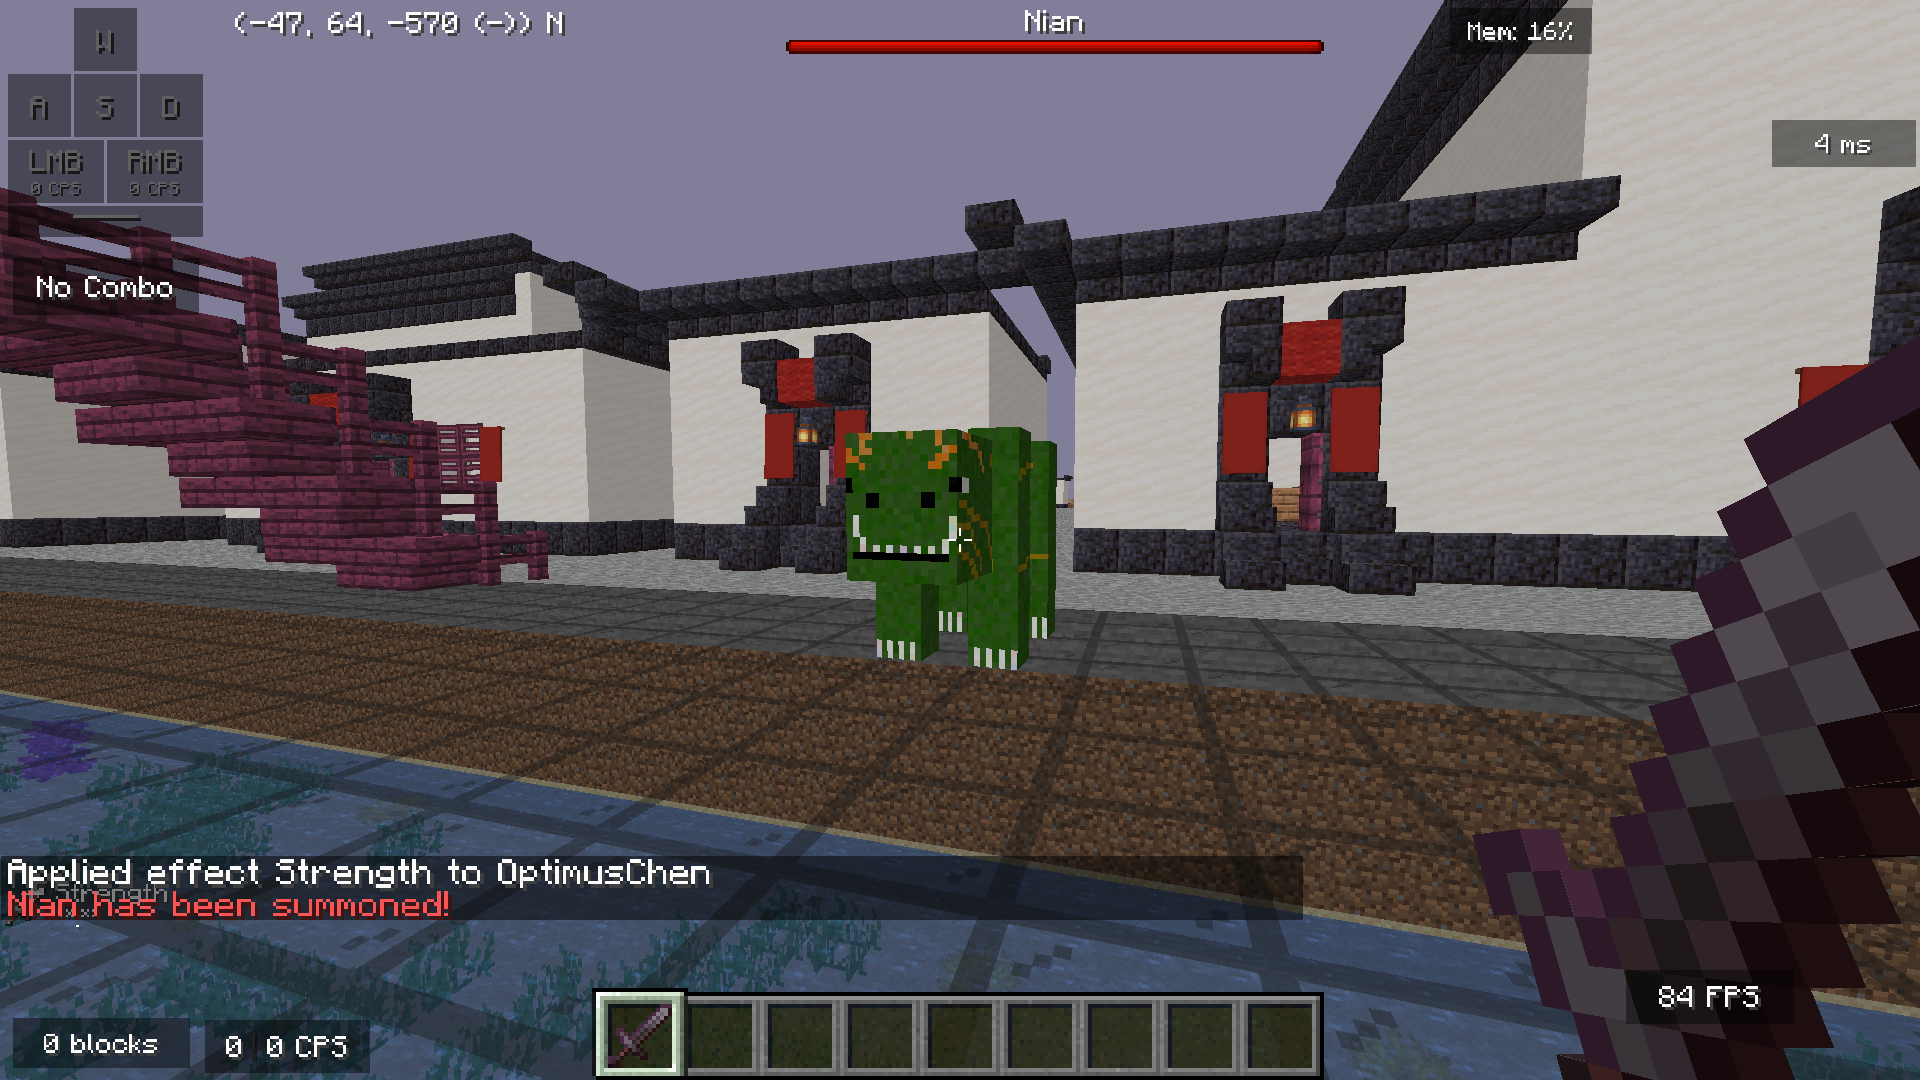 W
(-47, 64, -570 (-)) N
Nian
Mem: 16%
A S D
4 ms
LMB RMB
0 CPS 0 CPS
No Combo
Applied effect Strength to OptimusChen
Strength
Nian has been summoned!
84 FPS
0 blocks
0 0 CPS